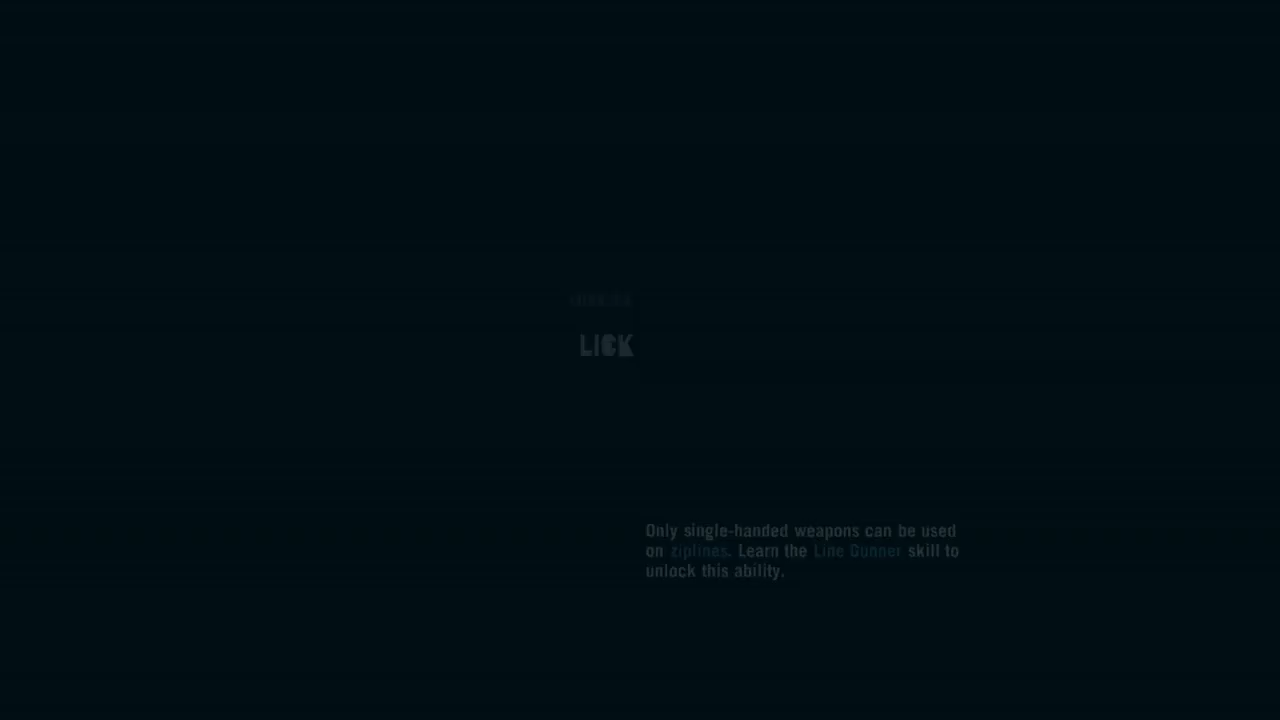 LICK
Only single-handed weapons can be used
on ziplines. Learn the Line Gunner skill to
unlock this ability.